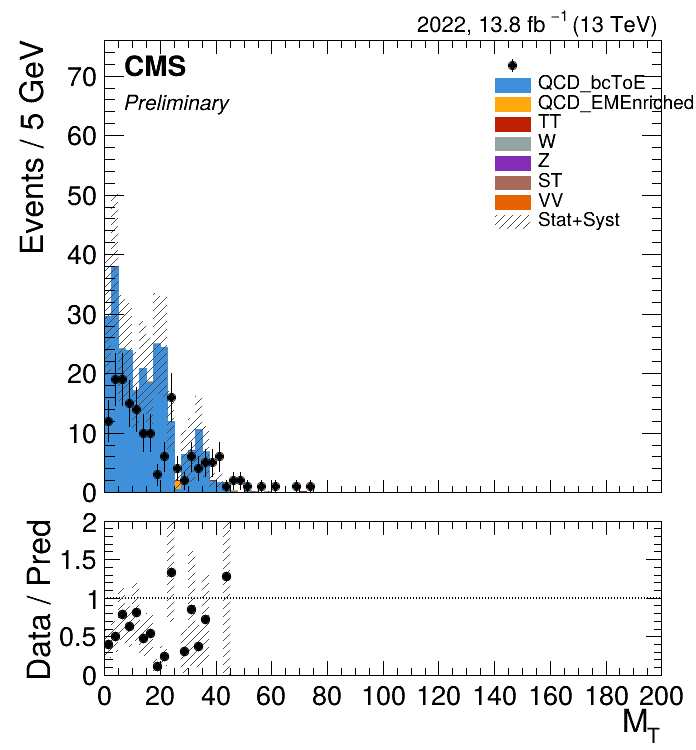 2022, 13.8 fb⁻¹ (13 TeV)
CMS
Preliminary
QCD_bcToE
QCD_EMEnriched
TT
W
Z
ST
VV
Stat+Syst
Events / 5 GeV
70
60
50
40
30
20
10
0
Data / Pred
2
1.5
1
0.5
0
0 20 40 60 80 100 120 140 160 180 200
M_T